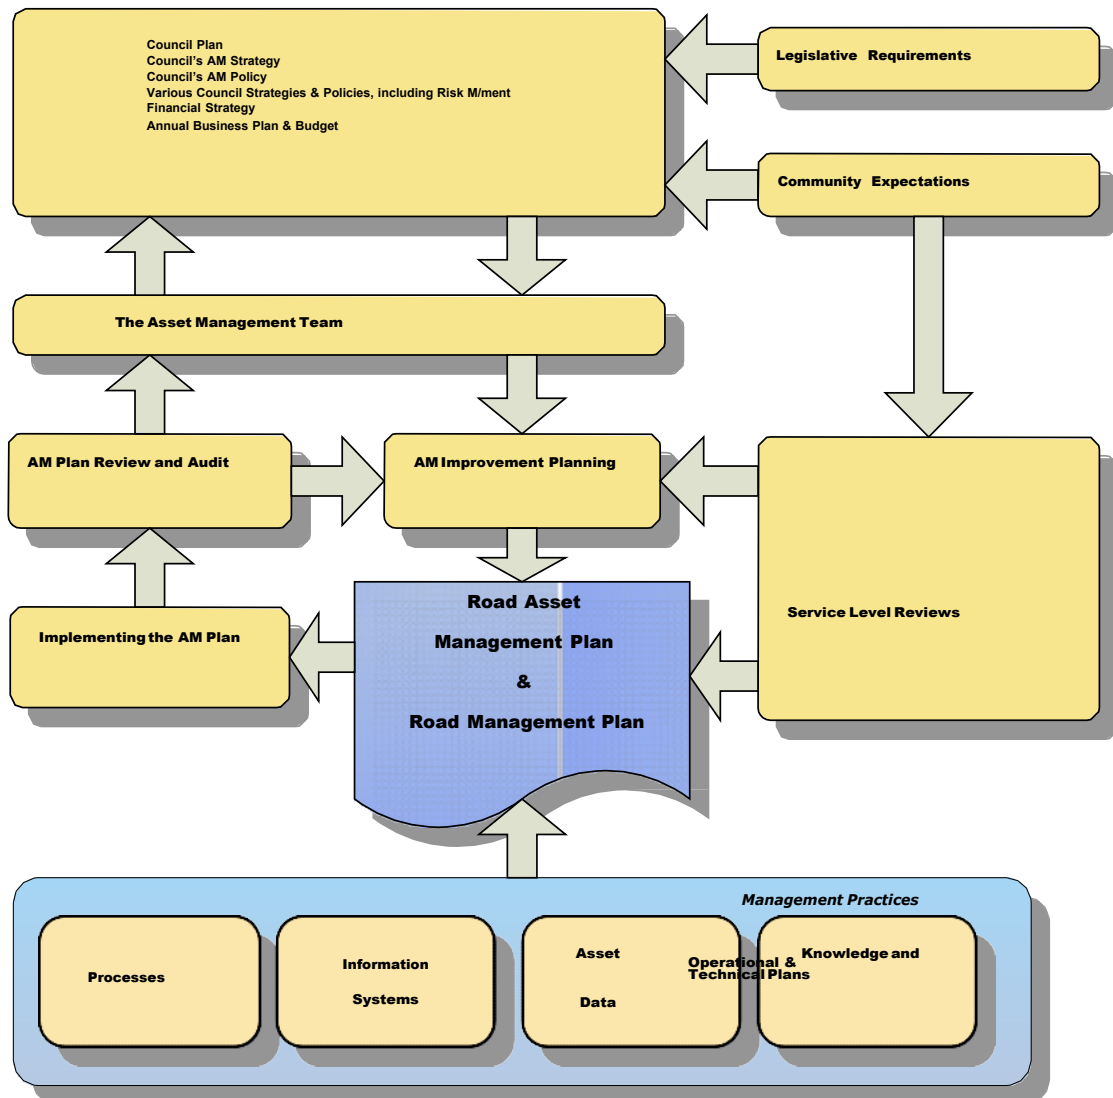 Council Plan
Council's AM Strategy
Council's AM Policy
Various Council Strategies & Policies, including Risk M/ment
Financial Strategy
Annual Business Plan & Budget
Legislative Requirements
Community Expectations
The Asset Management Team
AM Plan Review and Audit
AM Improvement Planning
Service Level Reviews
Implementing the AM Plan
Road Asset
Management Plan
&
Road Management Plan
Management Practices
Processes
Information
Systems
Asset
Data
Operational &
Technical Plans
Knowledge and